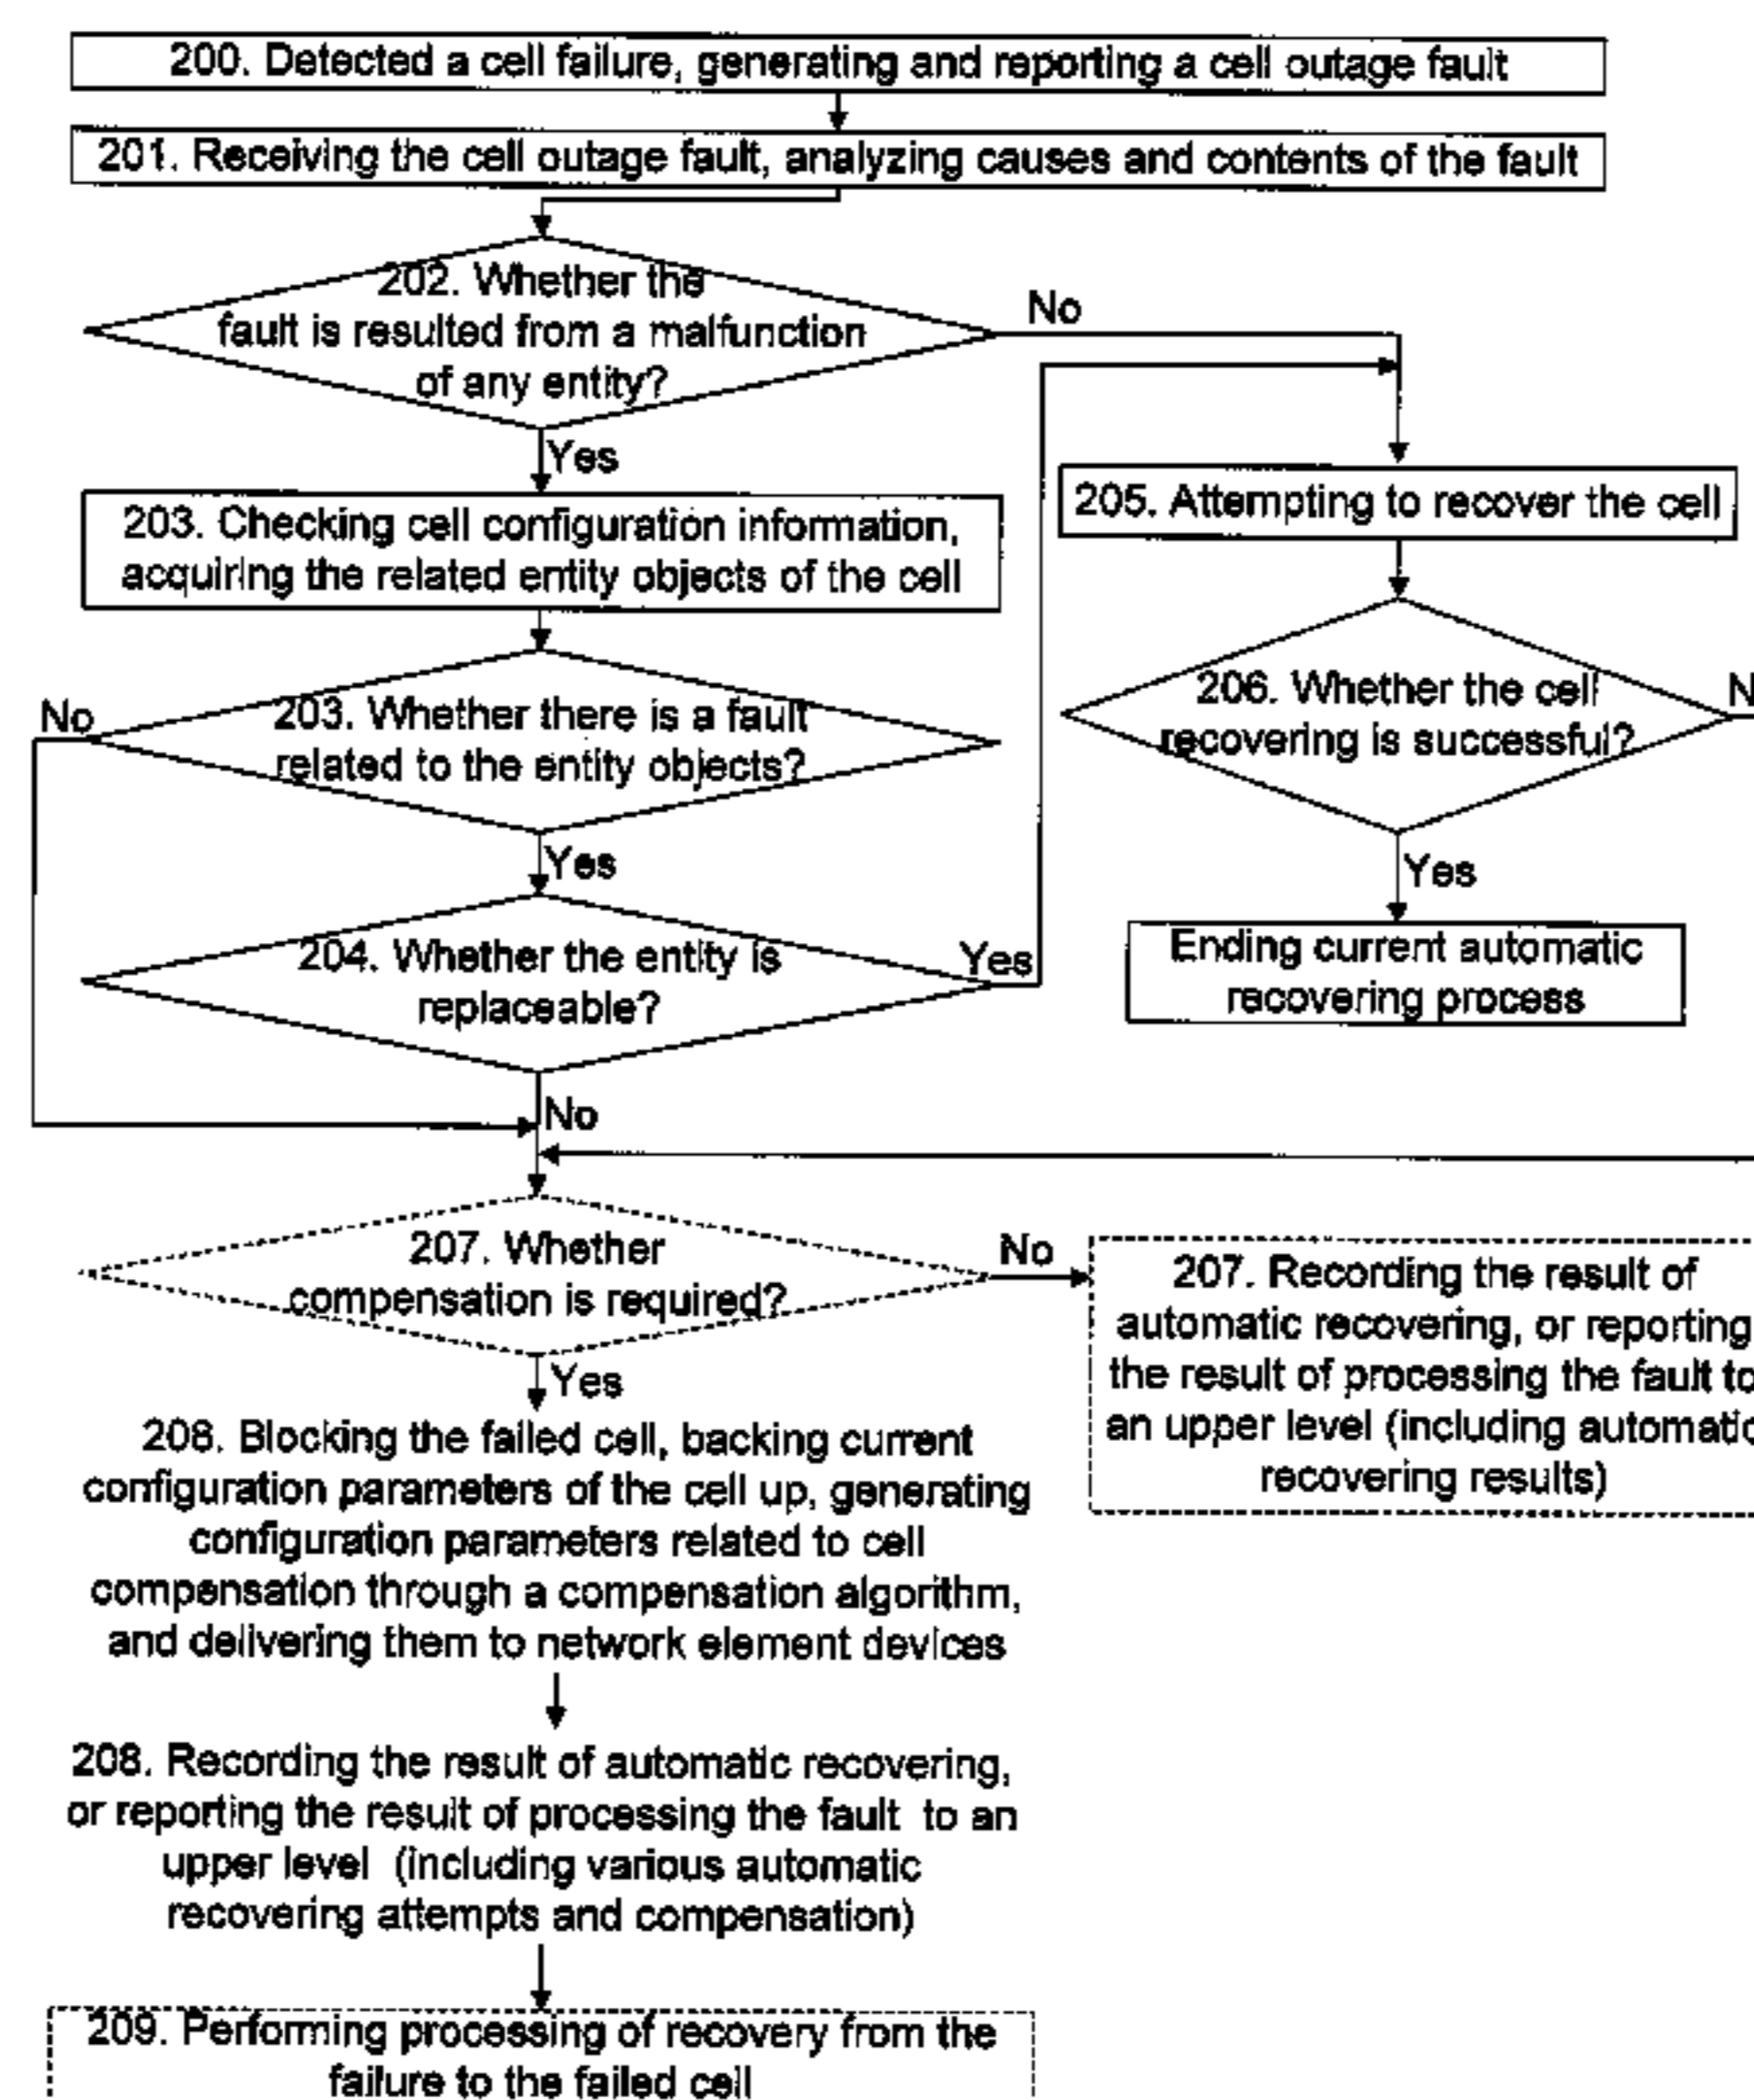 200. Detected a cell failure, generating and reporting a cell outage fault
201. Receiving the cell outage fault, analyzing causes and contents of the fault
202. Whether the
fault is resulted from a malfunction
of any entity?
No
Yes
203. Checking cell configuration information,
acquiring the related entity objects of the cell
205. Attempting to recover the cell
No
203. Whether there is a fault
related to the entity objects?
206. Whether the cell
recovering is successful?
N
Yes
Yes
204. Whether the entity is
replaceable?
Yes
Ending current automatic
recovering process
No
207. Whether
compensation is required?
No
207. Recording the result of
automatic recovering, or reporting
the result of processing the fault to
an upper level (including automatic
recovering results)
Yes
208. Blocking the failed cell, backing current
configuration parameters of the cell up, generating
configuration parameters related to cell
compensation through a compensation algorithm,
and delivering them to network element devices
208. Recording the result of automatic recovering,
or reporting the result of processing the fault to an
upper level (including various automatic
recovering attempts and compensation)
209. Performing processing of recovery from the
failure to the failed cell